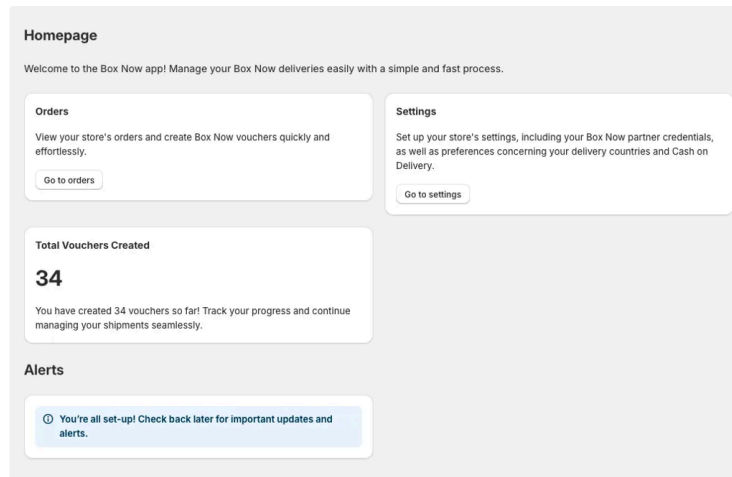 Homepage
Welcome to the Box Now app! Manage your Box Now deliveries easily with a simple and fast process.
Orders
View your store's orders and create Box Now vouchers quickly and
effortlessly.
Go to orders
Settings
Set up your store's settings, including your Box Now partner credentials,
as well as preferences concerning your delivery countries and Cash on
Delivery.
Go to settings
Total Vouchers Created
34
You have created 34 vouchers so far! Track your progress and continue
managing your shipments seamlessly.
Alerts
You're all set-up! Check back later for important updates and
alerts.